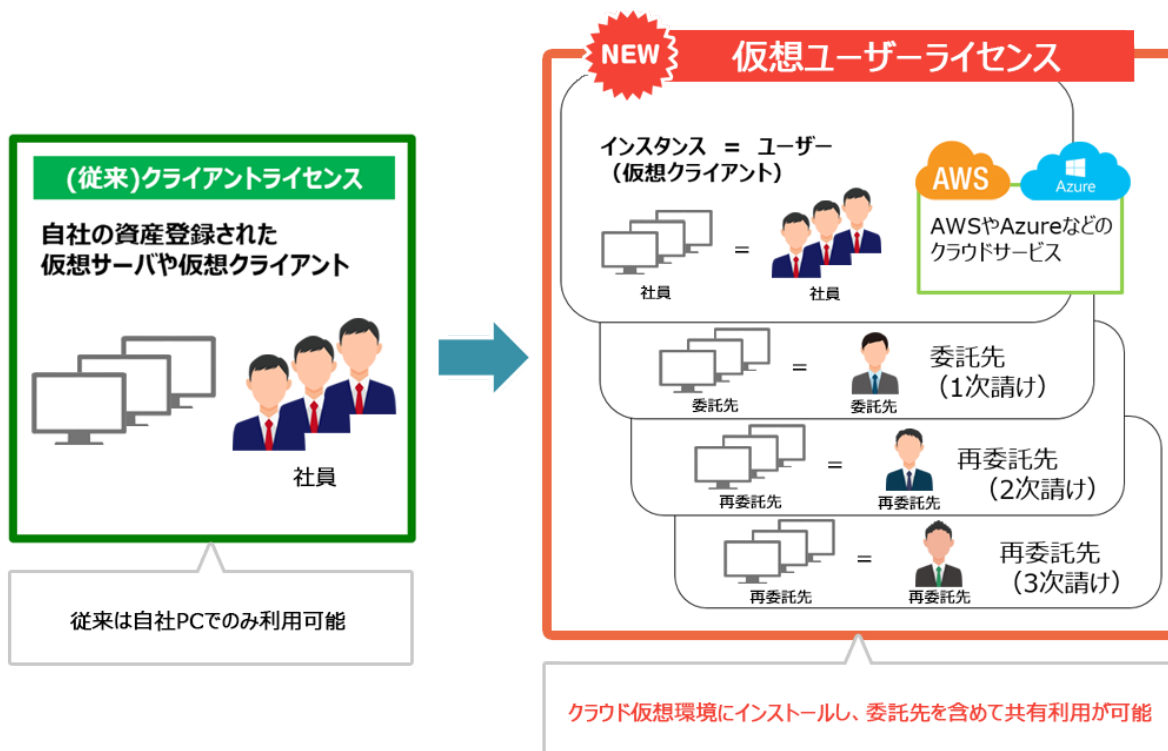 (従来)クライアントライセンス
自社の資産登録された
仮想サーバや仮想クライアント
社員
従来は自社PCでのみ利用可能
NEW
仮想ユーザーライセンス
インスタンス = ユーザー
(仮想クライアント)
=
社員
社員
AWS
Azure
AWSやAzureなどの
クラウドサービス
=
委託先
委託先
委託先
(1次請け)
=
再委託先
再委託先
再委託先
(2次請け)
=
再委託先
再委託先
再委託先
(3次請け)
クラウド仮想環境にインストールし、委託先を含めて共有利用が可能